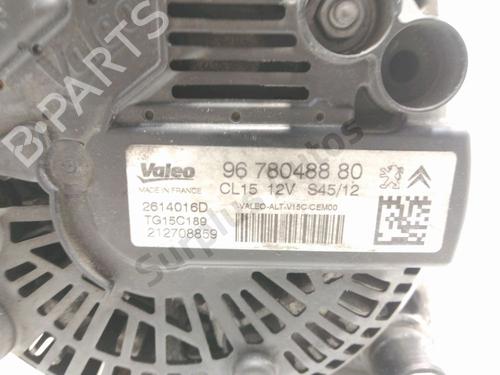 B-PARTS
Valeo
MADE IN FRANCE
96 780488 80
CL15 12V S45/12
2614016D
TG15C189
212708859
VALEO-ALT-V15C/CEM00